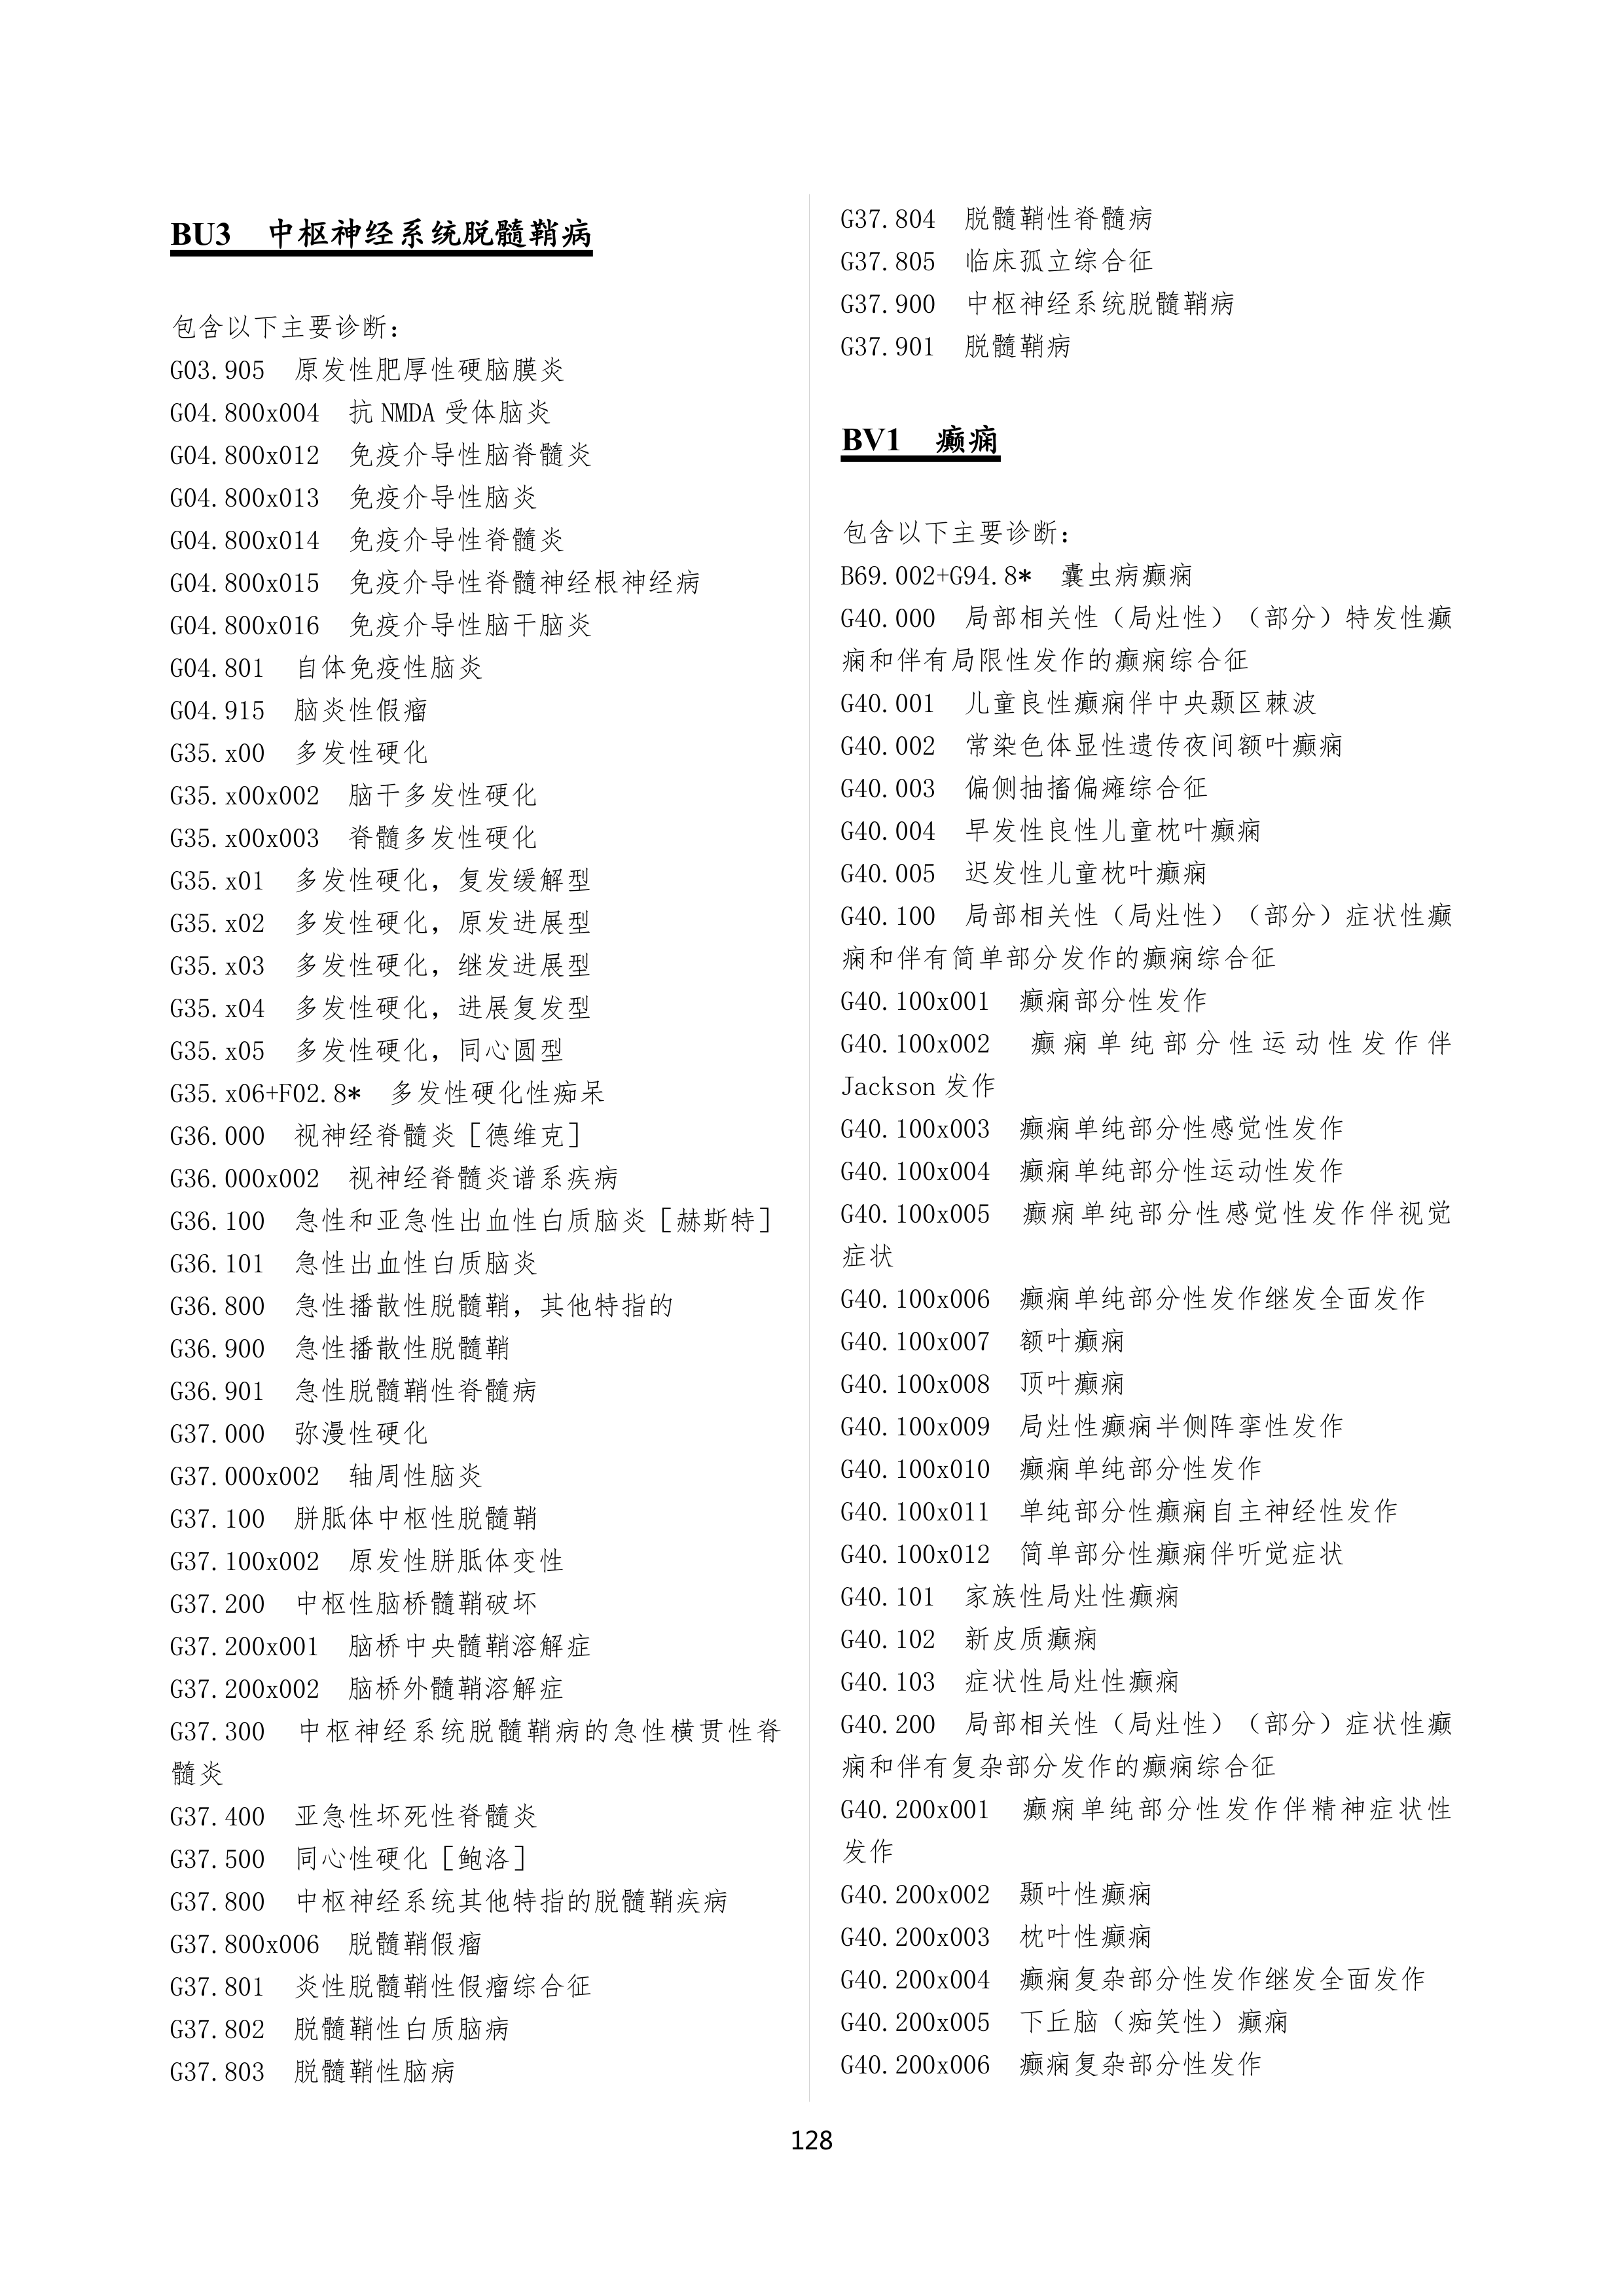 BU3 中枢神经系统脱髓鞘病
包含以下主要诊断：
G03.905 原发性肥厚性硬脑膜炎
G04.800x004 抗 NMDA 受体脑炎
G04.800x012 免疫介导性脑脊髓炎
G04.800x013 免疫介导性脑炎
G04.800x014 免疫介导性脊髓炎
G04.800x015 免疫介导性脊髓神经根神经病
G04.800x016 免疫介导性脑干脑炎
G04.801 自体免疫性脑炎
G04.915 脑炎性假瘤
G35.x00 多发性硬化
G35.x00x002 脑干多发性硬化
G35.x00x003 脊髓多发性硬化
G35.x01 多发性硬化，复发缓解型
G35.x02 多发性硬化，原发进展型
G35.x03 多发性硬化，继发进展型
G35.x04 多发性硬化，进展复发型
G35.x05 多发性硬化，同心圆型
G35.x06+F02.8* 多发性硬化性痴呆
G36.000 视神经脊髓炎［德维克］
G36.000x002 视神经脊髓炎谱系疾病
G36.100 急性和亚急性出血性白质脑炎［赫斯特］
G36.101 急性出血性白质脑炎
G36.800 急性播散性脱髓鞘，其他特指的
G36.900 急性播散性脱髓鞘
G36.901 急性脱髓鞘性脊髓病
G37.000 弥漫性硬化
G37.000x002 轴周性脑炎
G37.100 胼胝体中枢性脱髓鞘
G37.100x002 原发性胼胝体变性
G37.200 中枢性脑桥髓鞘破坏
G37.200x001 脑桥中央髓鞘溶解症
G37.200x002 脑桥外髓鞘溶解症
G37.300 中枢神经系统脱髓鞘病的急性横贯性脊
髓炎
G37.400 亚急性坏死性脊髓炎
G37.500 同心性硬化［鲍洛］
G37.800 中枢神经系统其他特指的脱髓鞘疾病
G37.800x006 脱髓鞘假瘤
G37.801 炎性脱髓鞘性假瘤综合征
G37.802 脱髓鞘性白质脑病
G37.803 脱髓鞘性脑病
G37.804 脱髓鞘性脊髓病
G37.805 临床孤立综合征
G37.900 中枢神经系统脱髓鞘病
G37.901 脱髓鞘病
BV1 癫痫
包含以下主要诊断：
B69.002+G94.8* 囊虫病癫痫
G40.000 局部相关性（局灶性）（部分）特发性癫
痫和伴有局限性发作的癫痫综合征
G40.001 儿童良性癫痫伴中央颞区棘波
G40.002 常染色体显性遗传夜间额叶癫痫
G40.003 偏侧抽搐偏瘫综合征
G40.004 早发性良性儿童枕叶癫痫
G40.005 迟发性儿童枕叶癫痫
G40.100 局部相关性（局灶性）（部分）症状性癫
痫和伴有简单部分发作的癫痫综合征
G40.100x001 癫痫部分性发作
G40.100x002 癫痫单纯部分性运动性发作伴
Jackson 发作
G40.100x003 癫痫单纯部分性感觉性发作
G40.100x004 癫痫单纯部分性运动性发作
G40.100x005 癫痫单纯部分性感觉性发作伴视觉
症状
G40.100x006 癫痫单纯部分性发作继发全面发作
G40.100x007 额叶癫痫
G40.100x008 顶叶癫痫
G40.100x009 局灶性癫痫半侧阵挛性发作
G40.100x010 癫痫单纯部分性发作
G40.100x011 单纯部分性癫痫自主神经性发作
G40.100x012 简单部分性癫痫伴听觉症状
G40.101 家族性局灶性癫痫
G40.102 新皮质癫痫
G40.103 症状性局灶性癫痫
G40.200 局部相关性（局灶性）（部分）症状性癫
痫和伴有复杂部分发作的癫痫综合征
G40.200x001 癫痫单纯部分性发作伴精神症状性
发作
G40.200x002 颞叶性癫痫
G40.200x003 枕叶性癫痫
G40.200x004 癫痫复杂部分性发作继发全面发作
G40.200x005 下丘脑（痴笑性）癫痫
G40.200x006 癫痫复杂部分性发作
128